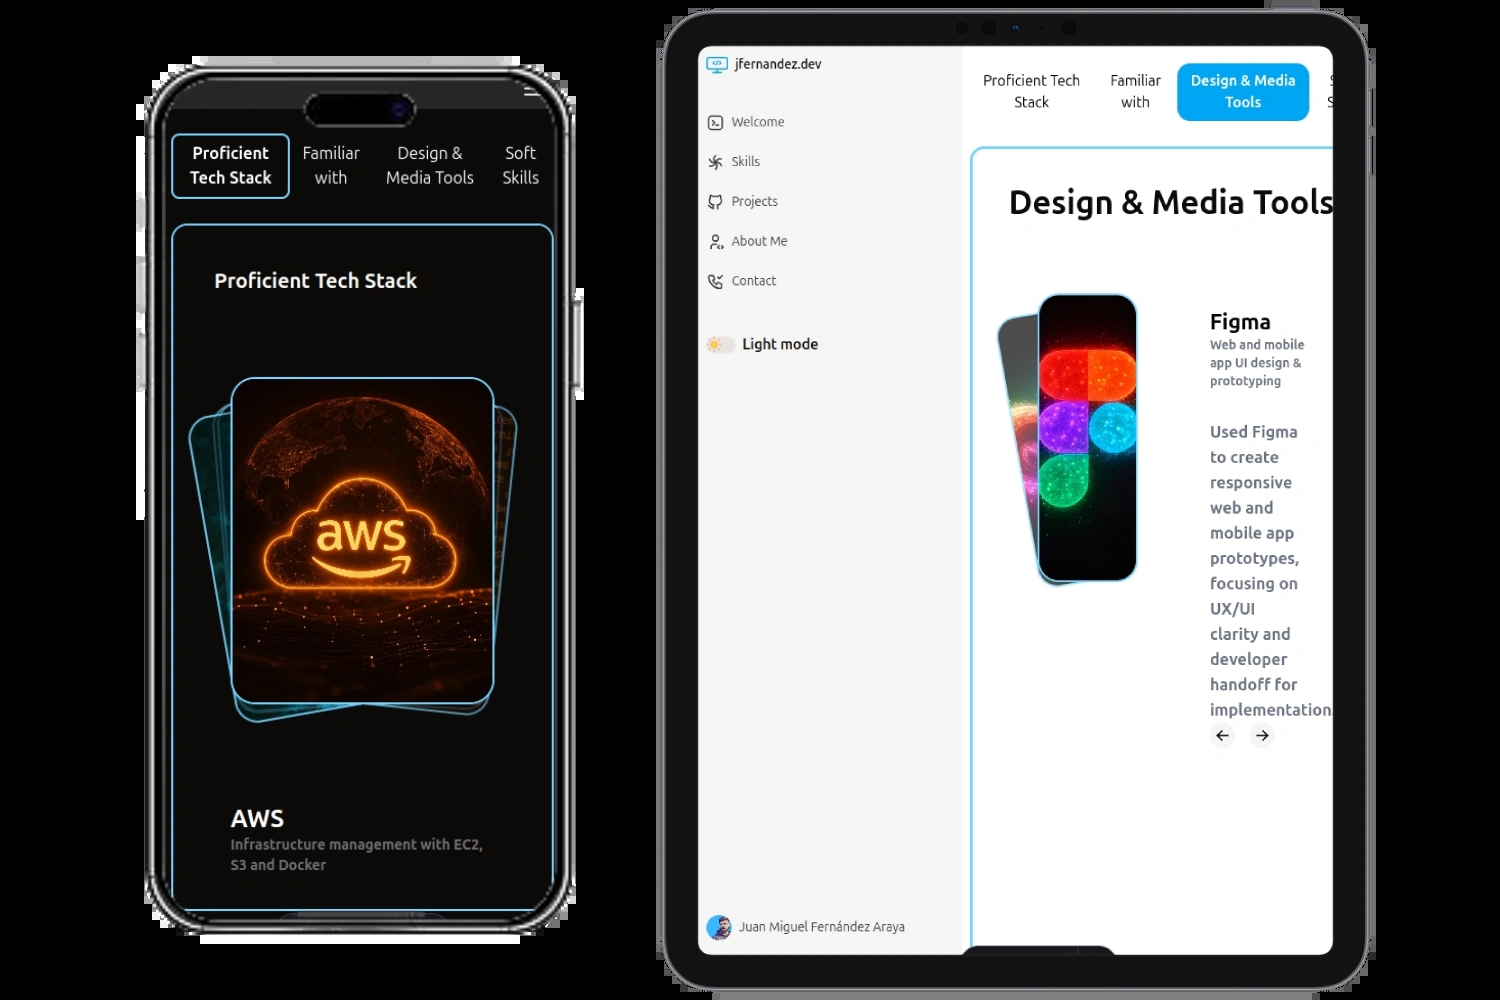 Proficient
Tech Stack
Familiar
with
Design &
Media Tools
Soft
Skills
Proficient Tech Stack
aws
AWS
Infrastructure management with EC2,
S3 and Docker
jfernandez.dev
Welcome
Skills
Projects
About Me
Contact
Light mode
Juan Miguel Fernández Araya
Proficient Tech
Stack
Familiar
with
Design & Media
Tools
S
S
Design & Media Tools
Figma
Web and mobile
app UI design &
prototyping
Used Figma
to create
responsive
web and
mobile app
prototypes,
focusing on
UX/UI
clarity and
developer
handoff for
implementation.